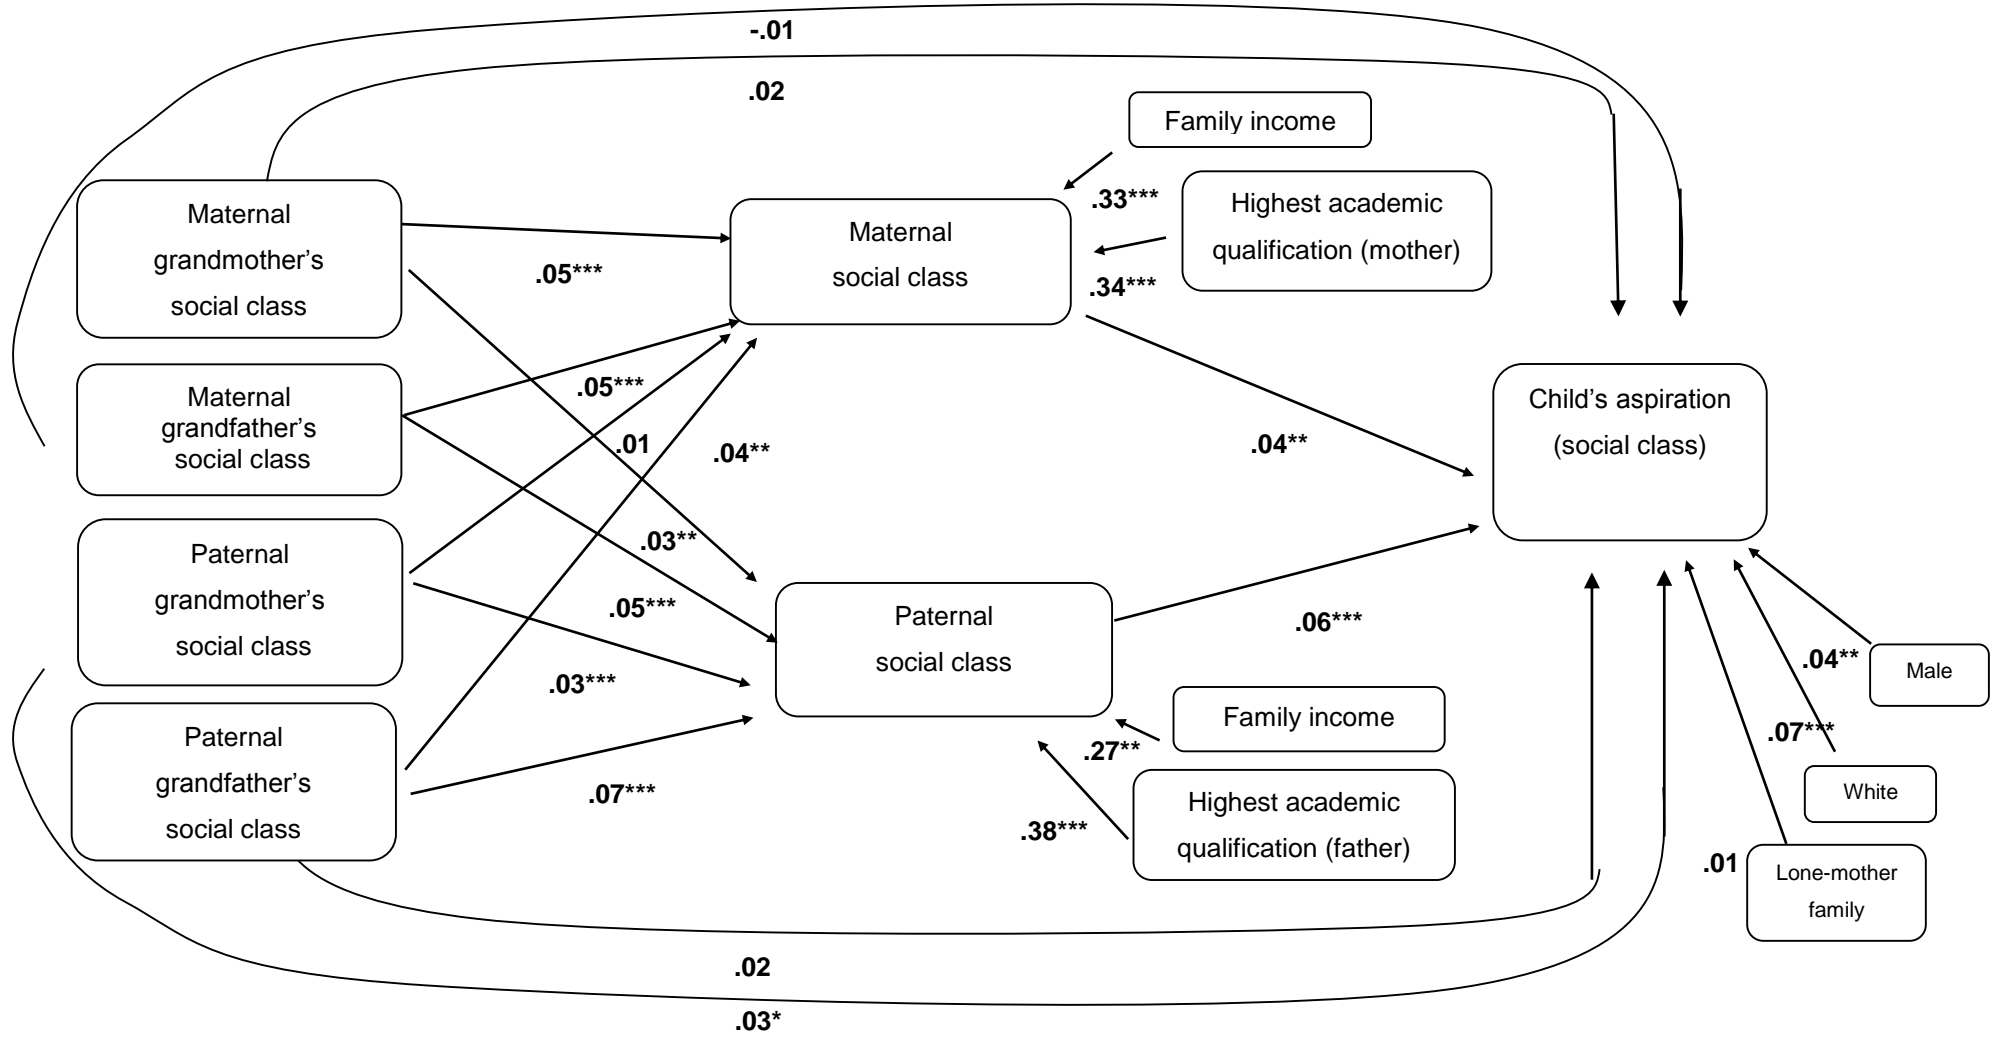 -.01
.02
Family income
.33***
Highest academic
qualification (mother)
.34***
Maternal
grandmother’s
social class
Maternal
social class
.05***
Maternal
grandfather’s
social class
.05***
.01
.04**
.04**
Child’s aspiration
(social class)
Paternal
grandmother’s
social class
.03**
.05***
.03***
Paternal
social class
.06***
.04**
Male
Paternal
grandfather’s
social class
.07***
Family income
.27**
Highest academic
qualification (father)
.38***
.07***
White
.01
Lone-mother
family
.02
.03*